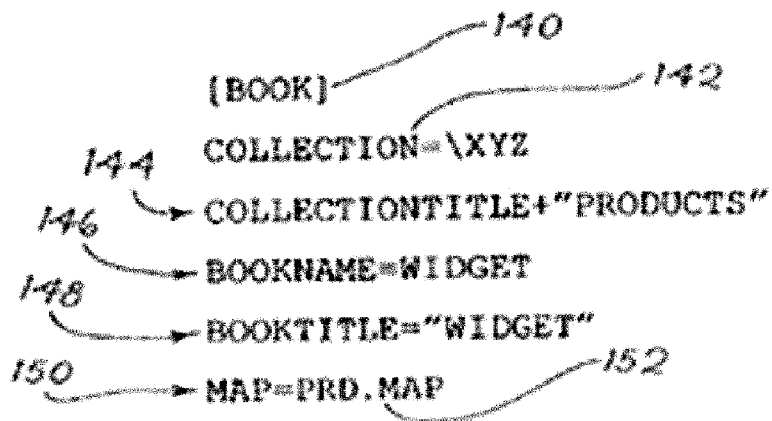 140
[BOOK]
142
COLLECTION=\XYZ
144
COLLECTIONTITLE+"PRODUCTS"
146
BOOKNAME=WIDGET
148
BOOKTITLE="WIDGET"
150
MAP=PRD.MAP
152